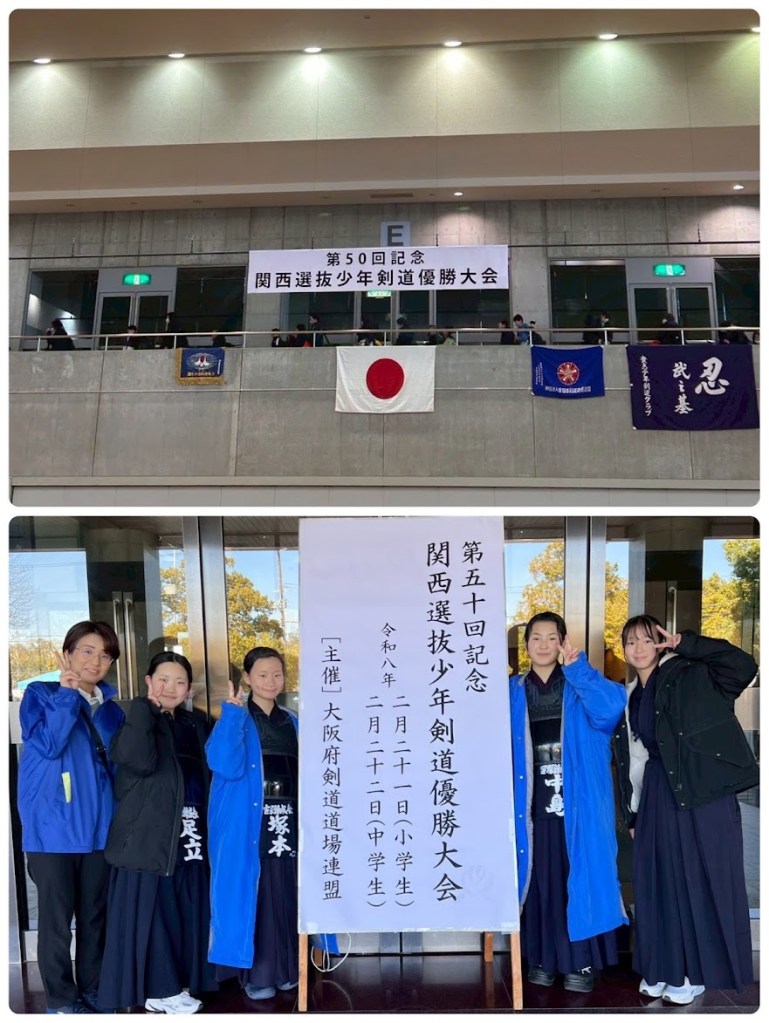 E
第50回記念
関西選抜少年剣道優勝大会
忍
武を基
第五十回記念
関西選抜少年剣道優勝大会
令和八年
二月二十一日(小学生)
二月二十二日(中学生)
[主催]大阪府剣道道場連盟
足立
塚本
中島